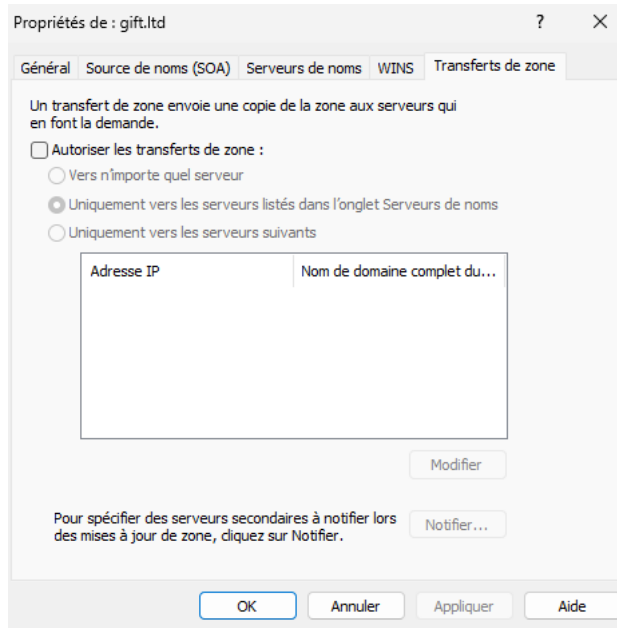 Propriétés de : gift.ltd
?
Général
Source de noms (SOA)
Serveurs de noms
WINS
Transferts de zone
Un transfert de zone envoie une copie de la zone aux serveurs qui
en font la demande.
Autoriser les transferts de zone :
Vers n'importe quel serveur
Uniquement vers les serveurs listés dans l'onglet Serveurs de noms
Uniquement vers les serveurs suivants
Adresse IP
Nom de domaine complet du...
Modifier
Pour spécifier des serveurs secondaires à notifier lors
des mises à jour de zone, cliquez sur Notifier.
Notifier...
OK
Annuler
Appliquer
Aide